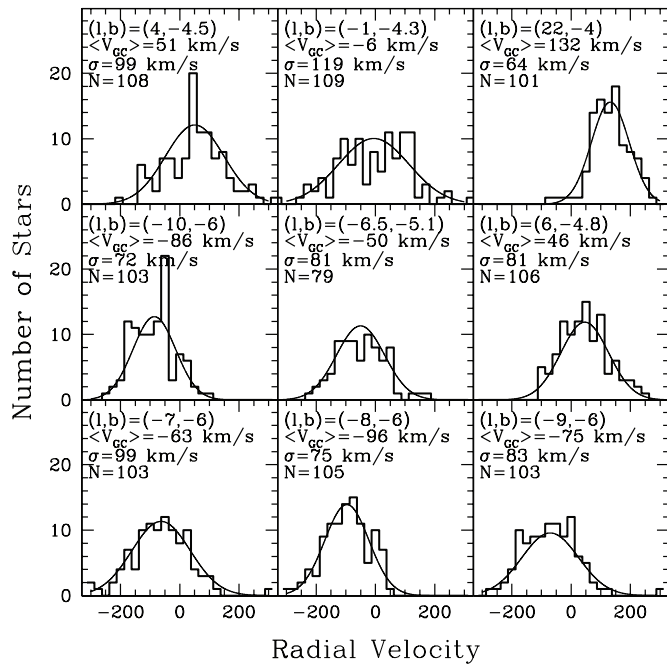 (l,b)=(4,−4.5)
<V_GC>=51 km/s
σ=99 km/s
N=108
(l,b)=(−1,−4.3)
<V_GC>=−6 km/s
σ=119 km/s
N=109
(l,b)=(22,−4)
<V_GC>=132 km/s
σ=64 km/s
N=101
20
10
0
(l,b)=(−10,−6)
<V_GC>=−86 km/s
σ=72 km/s
N=103
(l,b)=(−6.5,−5.1)
<V_GC>=−50 km/s
σ=81 km/s
N=79
(l,b)=(6,−4.8)
<V_GC>=46 km/s
σ=81 km/s
N=106
20
10
0
Number of Stars
(l,b)=(−7,−6)
<V_GC>=−63 km/s
σ=99 km/s
N=103
(l,b)=(−8,−6)
<V_GC>=−96 km/s
σ=75 km/s
N=105
(l,b)=(−9,−6)
<V_GC>=−75 km/s
σ=83 km/s
N=103
20
10
0
−200 0 200 −200 0 200 −200 0 200
Radial Velocity